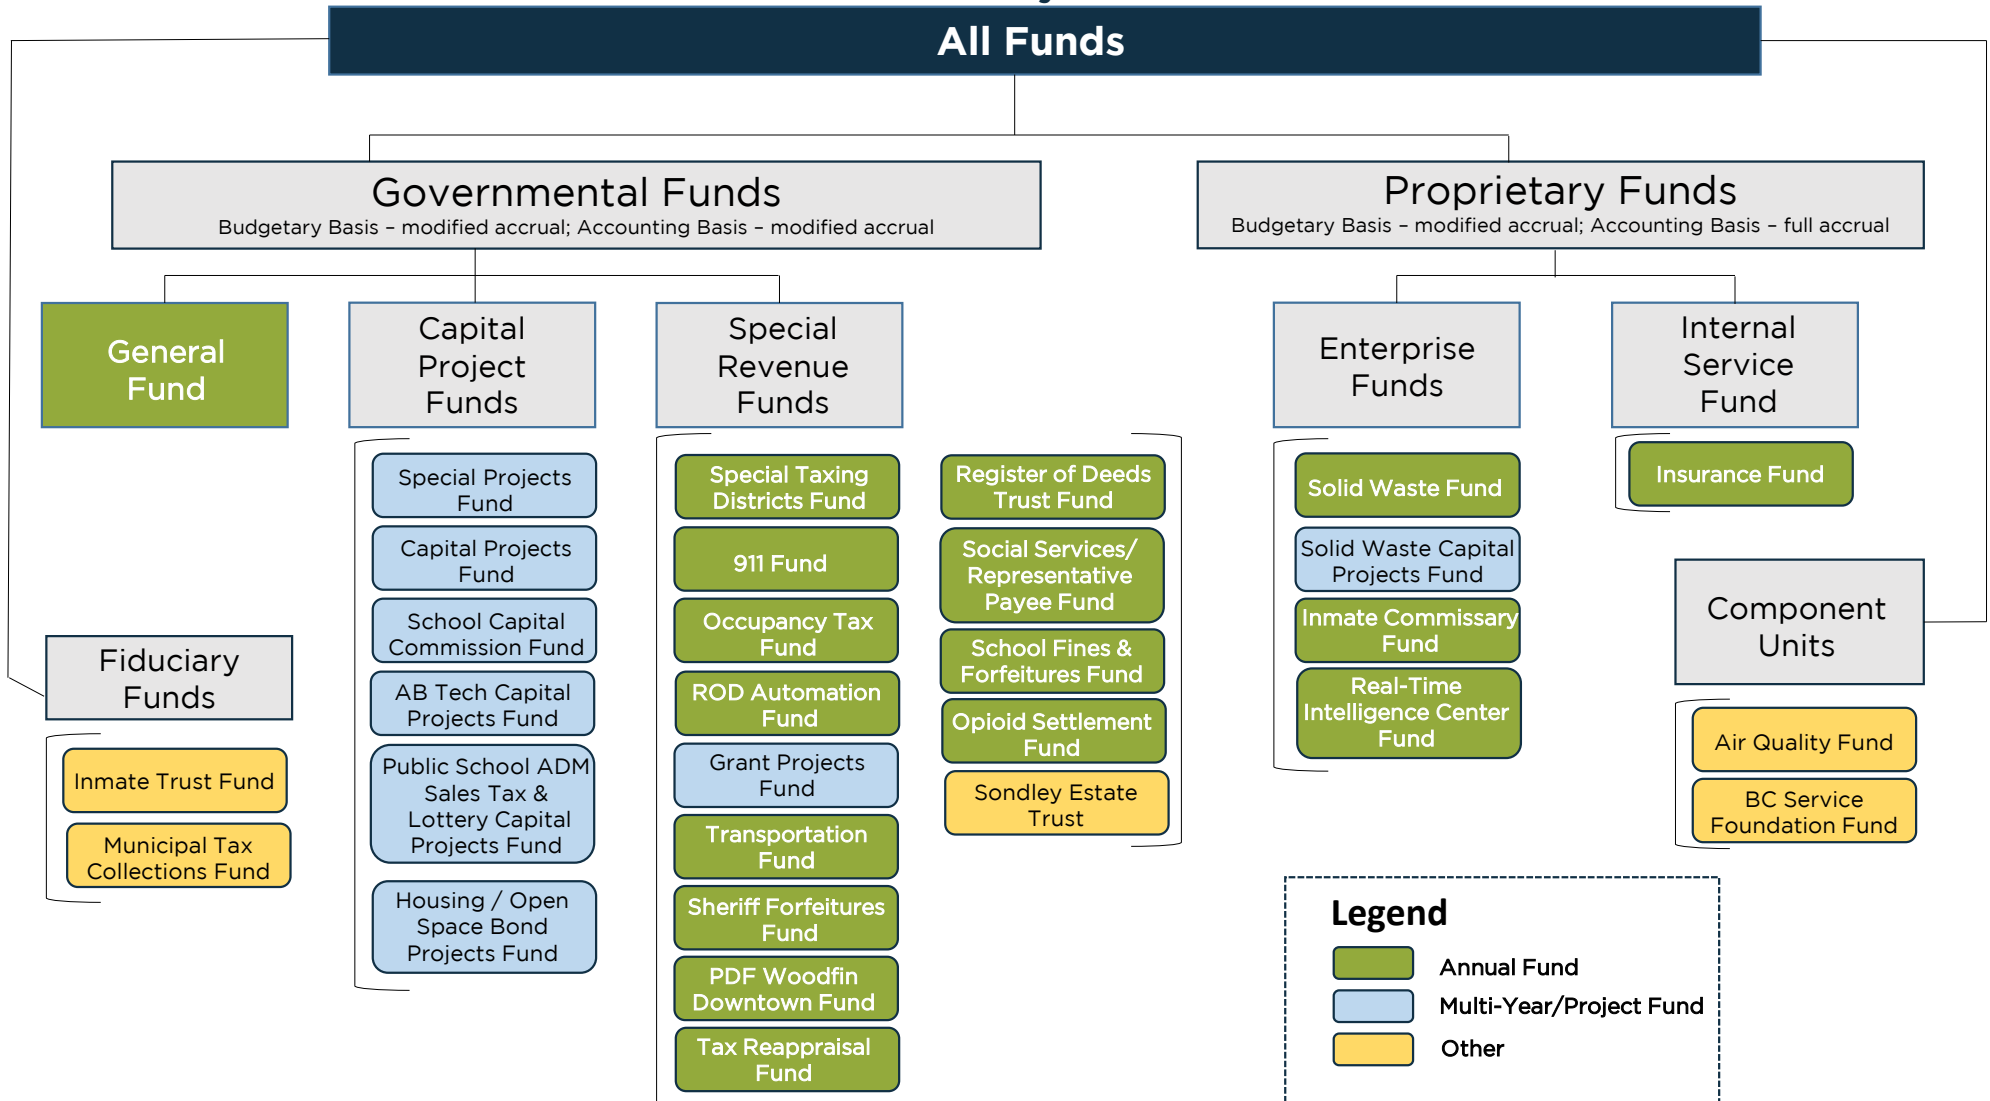 All Funds
Governmental Funds
Budgetary Basis – modified accrual; Accounting Basis – modified accrual
Proprietary Funds
Budgetary Basis – modified accrual; Accounting Basis – full accrual
General
Fund
Capital
Project
Funds
Special
Revenue
Funds
Enterprise
Funds
Internal
Service
Fund
Special Projects
Fund
Capital Projects
Fund
School Capital
Commission Fund
AB Tech Capital
Projects Fund
Public School ADM
Sales Tax &
Lottery Capital
Projects Fund
Housing / Open
Space Bond
Projects Fund
Special Taxing
Districts Fund
911 Fund
Occupancy Tax
Fund
ROD Automation
Fund
Grant Projects
Fund
Transportation
Fund
Sheriff Forfeitures
Fund
PDF Woodfin
Downtown Fund
Tax Reappraisal
Fund
Register of Deeds
Trust Fund
Social Services/
Representative
Payee Fund
School Fines &
Forfeitures Fund
Opioid Settlement
Fund
Sondley Estate
Trust
Solid Waste Fund
Solid Waste Capital
Projects Fund
Inmate Commissary
Fund
Real-Time
Intelligence Center
Fund
Insurance Fund
Fiduciary
Funds
Inmate Trust Fund
Municipal Tax
Collections Fund
Component
Units
Air Quality Fund
BC Service
Foundation Fund
Legend
Annual Fund
Multi-Year/Project Fund
Other